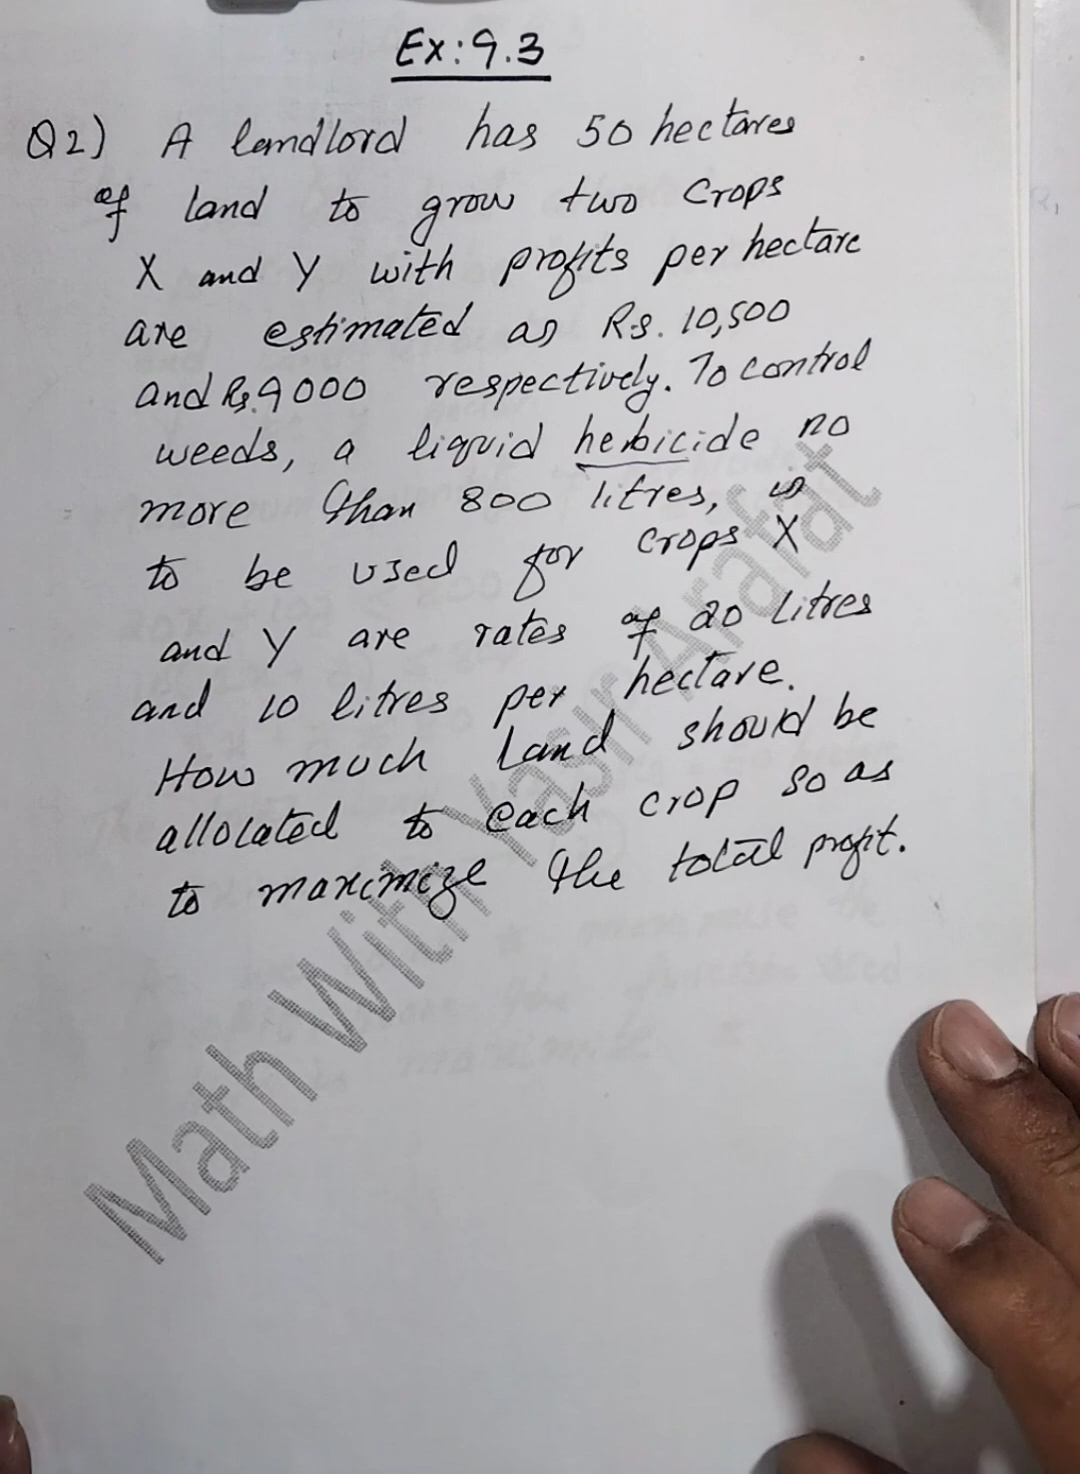 Ex: 9.3
Q2) A landlord has 50 hectares
of land to grow two crops
X and Y with profits per hectare
are estimated as Rs. 10,500
and Rs. 9000 respectively. To control
weeds, a liquid herbicide no
more than 800 litres, is
to be used for crops X
and Y are rates of 20 litres
and 10 litres per hectare.
How much land should be
allocated to each crop so as
to maximize the total profit.
Math With Yasir Arafat